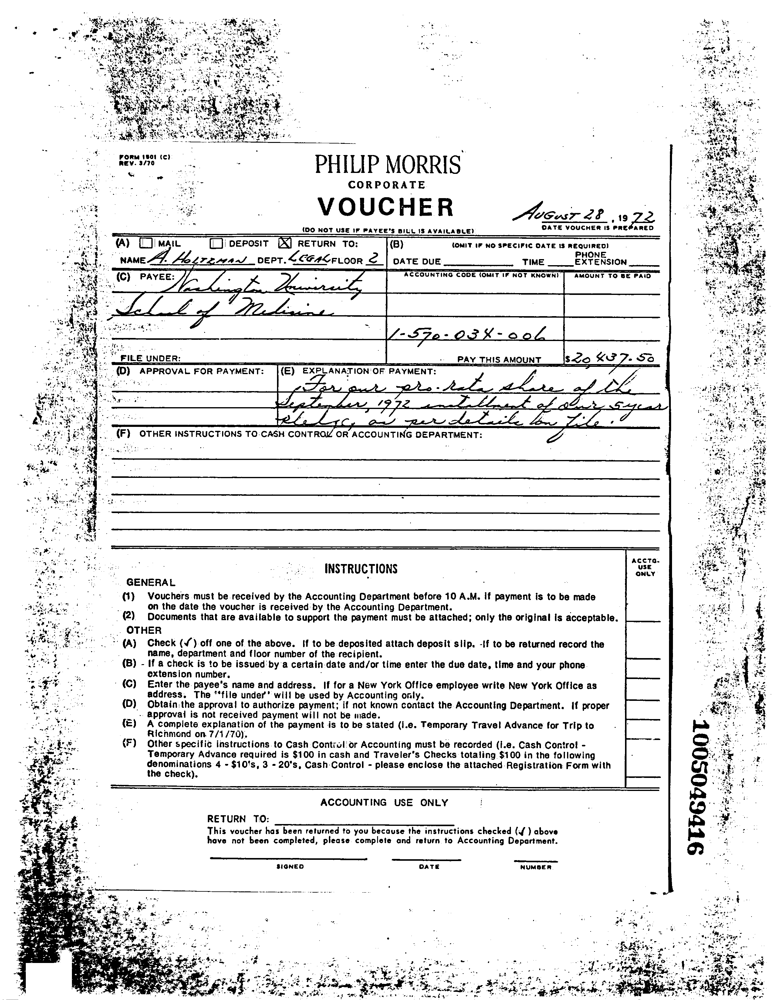 FORM 1801 (C)
REV. 3/70
PHILIP MORRIS
CORPORATE
VOUCHER
August 28, 1972
(DO NOT USE IF PAYEE'S BILL IS AVAILABLE)
DATE VOUCHER IS PREPARED
(A) MAIL DEPOSIT X RETURN TO:
(B) (OMIT IF NO SPECIFIC DATE IS REQUIRED)
NAME A. HOLTZMAN DEPT. LEGAL FLOOR 2
DATE DUE TIME PHONE EXTENSION
(C) PAYEE: Washington University
ACCOUNTING CODE (OMIT IF NOT KNOWN) AMOUNT TO BE PAID
School of Medicine
1-570-034-006
FILE UNDER:
PAY THIS AMOUNT $20,437.50
(D) APPROVAL FOR PAYMENT:
(E) EXPLANATION OF PAYMENT:
For our pro-rata share of the
September, 1972 installment of our 5 year
pledge, as per details on file.
(F) OTHER INSTRUCTIONS TO CASH CONTROL OR ACCOUNTING DEPARTMENT:
INSTRUCTIONS
ACCTG.
USE
ONLY
GENERAL
(1) Vouchers must be received by the Accounting Department before 10 A.M. if payment is to be made
on the date the voucher is received by the Accounting Department.
(2) Documents that are available to support the payment must be attached; only the original is acceptable.
OTHER
(A) Check (✓) off one of the above. If to be deposited attach deposit slip. If to be returned record the
name, department and floor number of the recipient.
(B) - If a check is to be issued by a certain date and/or time enter the due date, time and your phone
extension number.
(C) Enter the payee's name and address. If for a New York Office employee write New York Office as
address. The "file under" will be used by Accounting only.
(D) Obtain the approval to authorize payment; if not known contact the Accounting Department. If proper
approval is not received payment will not be made.
(E) A complete explanation of the payment is to be stated (i.e. Temporary Travel Advance for Trip to
Richmond on 7/1/70).
(F) Other specific instructions to Cash Control or Accounting must be recorded (i.e. Cash Control -
Temporary Advance required is $100 in cash and Traveler's Checks totaling $100 in the following
denominations 4 - $10's, 3 - 20's, Cash Control - please enclose the attached Registration Form with
the check).
ACCOUNTING USE ONLY
RETURN TO:
This voucher has been returned to you because the instructions checked (✓) above
have not been completed, please complete and return to Accounting Department.
SIGNED DATE NUMBER
1005049416